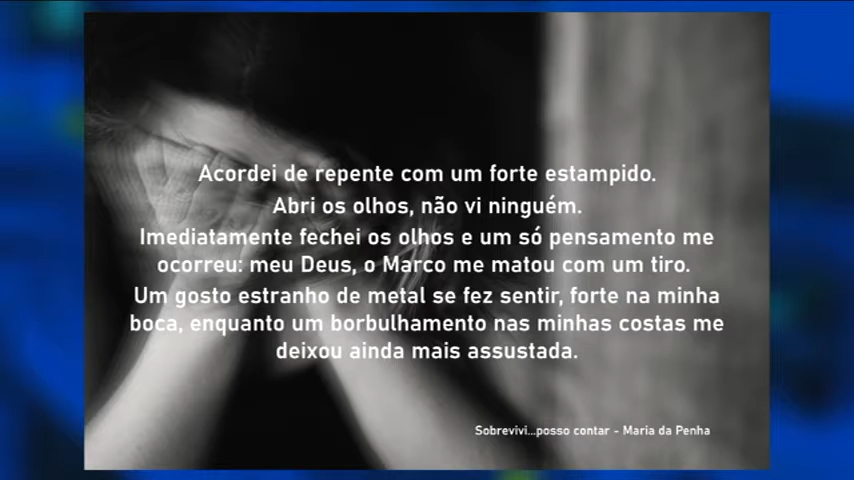 Acordei de repente com um forte estampido.
Abri os olhos, não vi ninguém.
Imediatamente fechei os olhos e um só pensamento me
ocorreu: meu Deus, o Marco me matou com um tiro.
Um gosto estranho de metal se fez sentir, forte na minha
boca, enquanto um borbulhamento nas minhas costas me
deixou ainda mais assustada.
Sobrevivi...posso contar - Maria da Penha